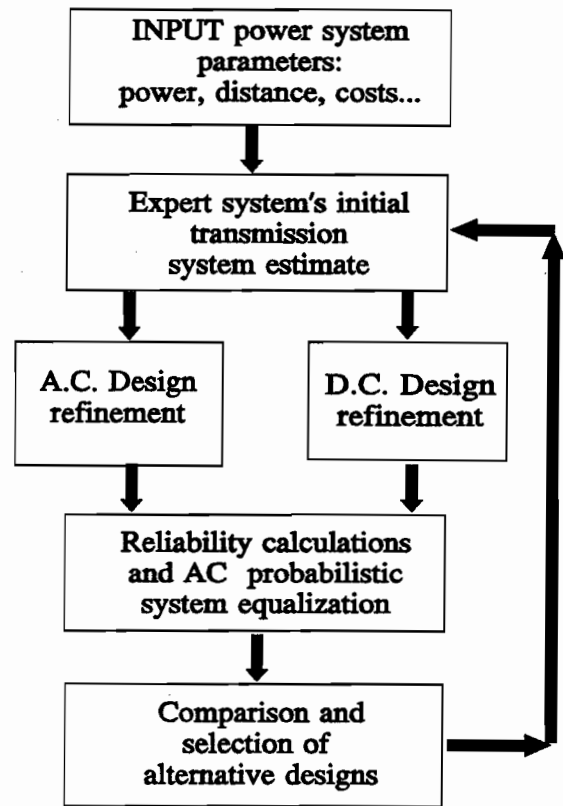 INPUT power system
parameters:
power, distance, costs...
Expert system's initial
transmission
system estimate
A.C. Design
refinement
D.C. Design
refinement
Reliability calculations
and AC probabilistic
system equalization
Comparison and
selection of
alternative designs